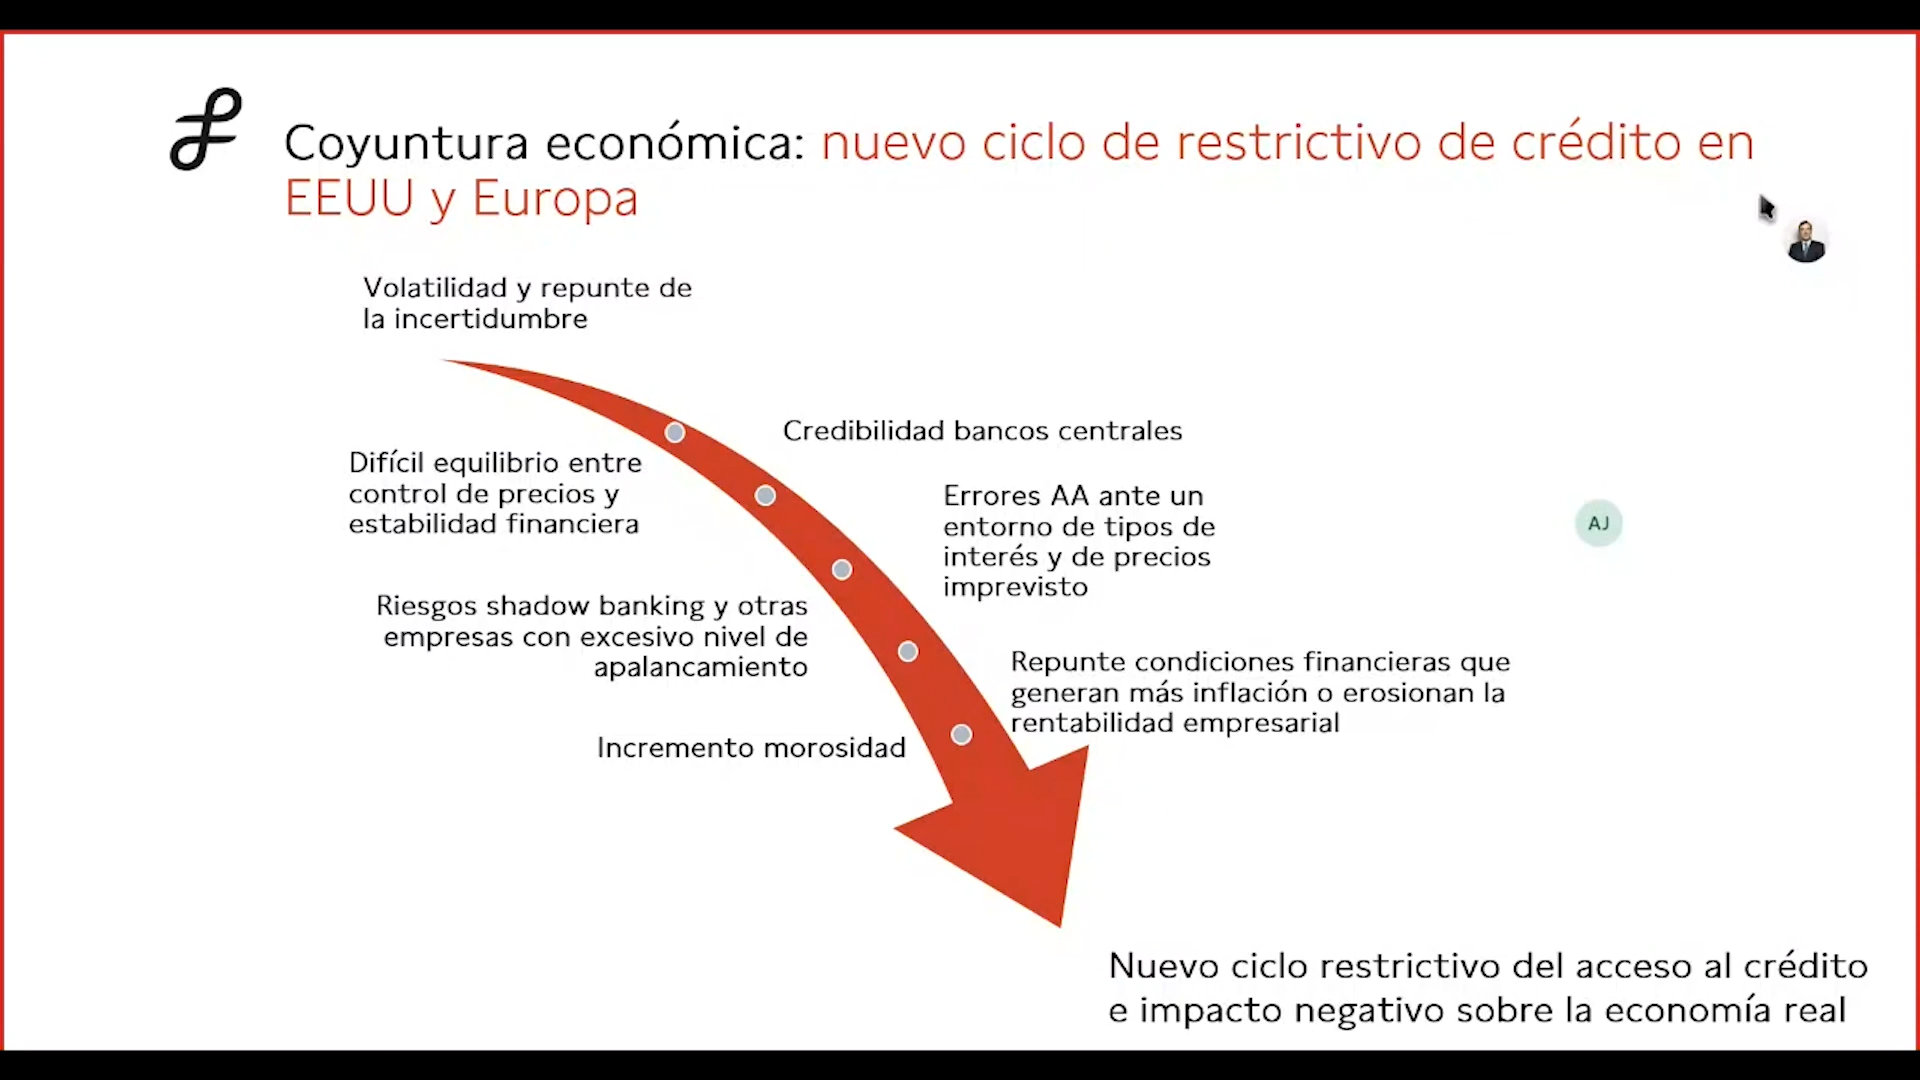 Coyuntura económica: nuevo ciclo de restrictivo de crédito en
EEUU y Europa
Volatilidad y repunte de
la incertidumbre
Credibilidad bancos centrales
Difícil equilibrio entre
control de precios y
estabilidad financiera
Errores AA ante un
entorno de tipos de
interés y de precios
imprevisto
AJ
Riesgos shadow banking y otras
empresas con excesivo nivel de
apalancamiento
Repunte condiciones financieras que
generan más inflación o erosionan la
rentabilidad empresarial
Incremento morosidad
Nuevo ciclo restrictivo del acceso al crédito
e impacto negativo sobre la economía real